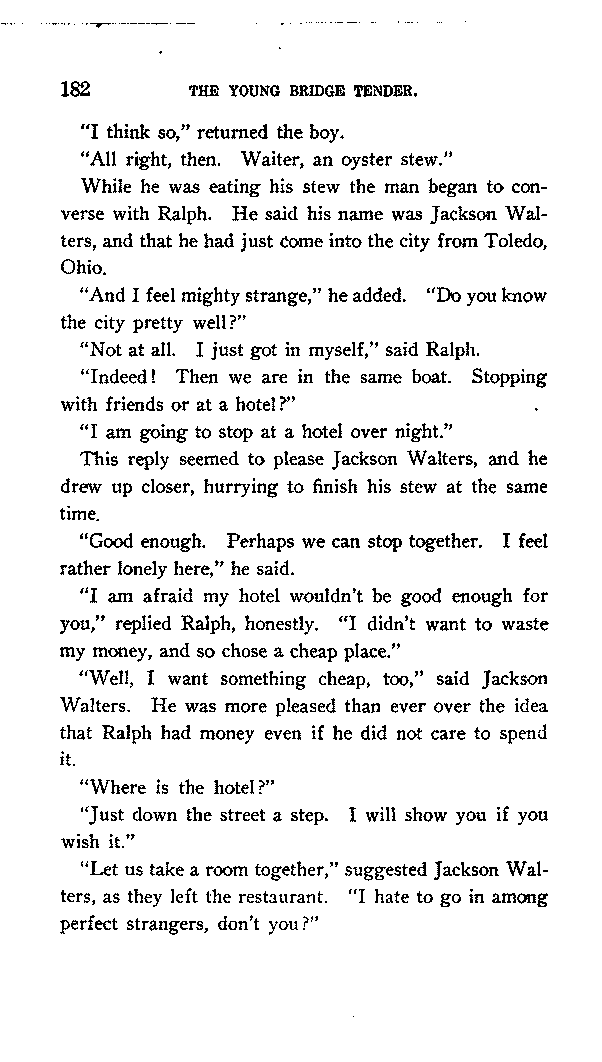 182 THE YOUNG BRIDGE TENDER.
"I think so," returned the boy.
"All right, then. Waiter, an oyster stew."
While he was eating his stew the man began to con-
verse with Ralph. He said his name was Jackson Wal-
ters, and that he had just come into the city from Toledo,
Ohio.
"And I feel mighty strange," he added. "Do you know
the city pretty well?"
"Not at all. I just got in myself," said Ralph.
"Indeed! Then we are in the same boat. Stopping
with friends or at a hotel?"
"I am going to stop at a hotel over night."
This reply seemed to please Jackson Walters, and he
drew up closer, hurrying to finish his stew at the same
time.
"Good enough. Perhaps we can stop together. I feel
rather lonely here," he said.
"I am afraid my hotel wouldn't be good enough for
you," replied Ralph, honestly. "I didn't want to waste
my money, and so chose a cheap place."
"Well, I want something cheap, too," said Jackson
Walters. He was more pleased than ever over the idea
that Ralph had money even if he did not care to spend
it.
"Where is the hotel?"
"Just down the street a step. I will show you if you
wish it."
"Let us take a room together," suggested Jackson Wal-
ters, as they left the restaurant. "I hate to go in among
perfect strangers, don't you?"